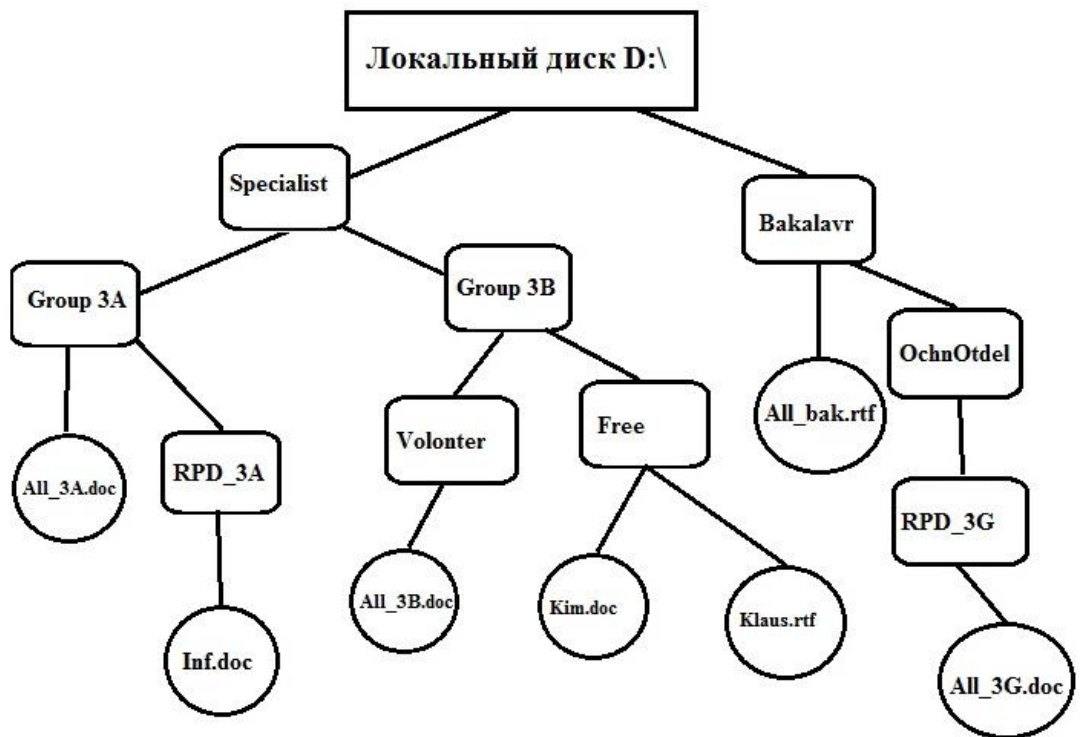 Локальный диск D:\
Specialist
Bakalavr
Group 3A
Group 3B
OchnOtdel
All_bak.rtf
Volonter
Free
All_3A.doc
RPD_3A
RPD_3G
All_3B.doc
Kim.doc
Klaus.rtf
Inf.doc
All_3G.doc